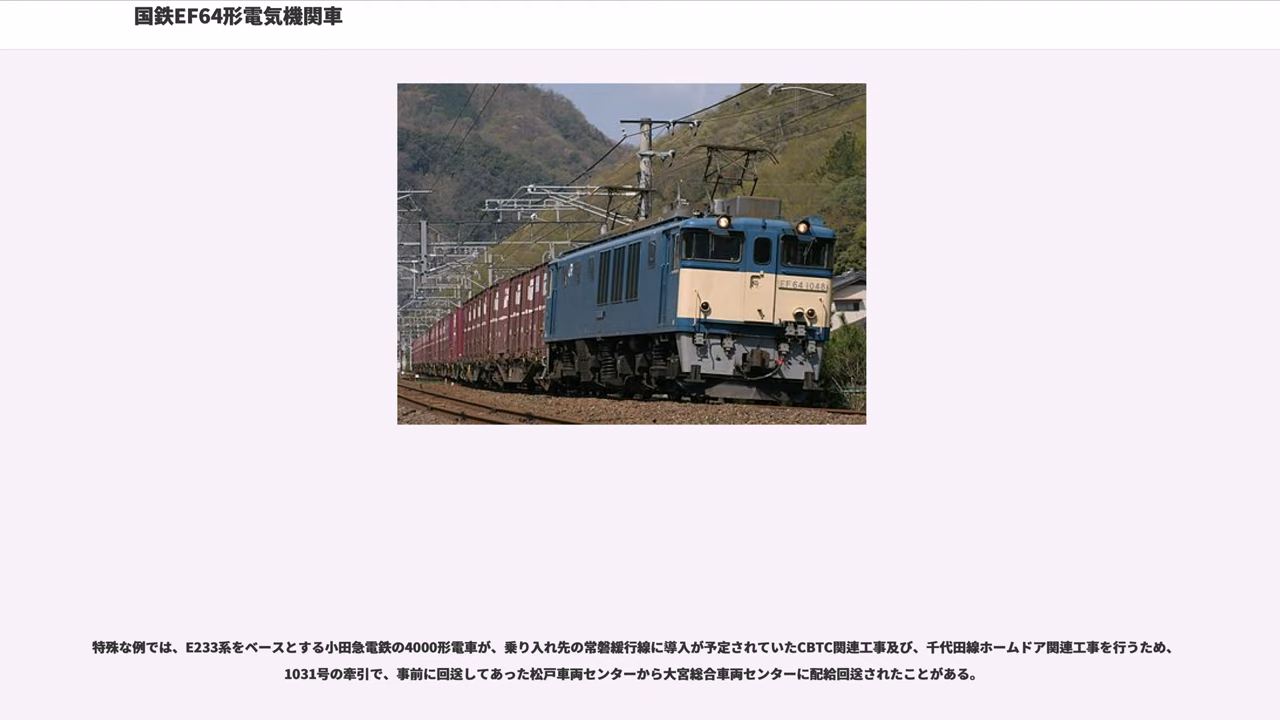 国鉄EF64形電気機関車
EF64 1048
特殊な例では、E233系をベースとする小田急電鉄の4000形電車が、乗り入れ先の常磐緩行線に導入が予定されていたCBTC関連工事及び、千代田線ホームドア関連工事を行うため、
1031号の牽引で、事前に回送してあった松戸車両センターから大宮総合車両センターに配給回送されたことがある。